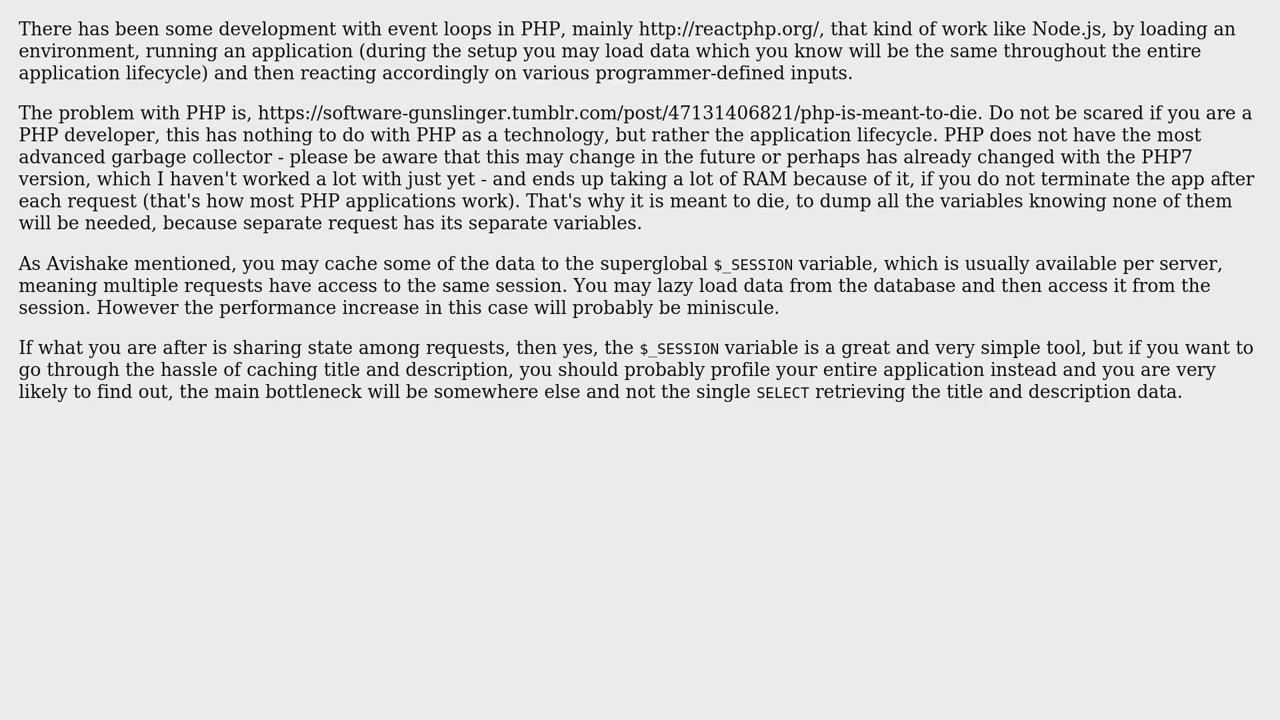 There has been some development with event loops in PHP, mainly http://reactphp.org/, that kind of work like Node.js, by loading an
environment, running an application (during the setup you may load data which you know will be the same throughout the entire
application lifecycle) and then reacting accordingly on various programmer-defined inputs.
The problem with PHP is, https://software-gunslinger.tumblr.com/post/47131406821/php-is-meant-to-die. Do not be scared if you are a
PHP developer, this has nothing to do with PHP as a technology, but rather the application lifecycle. PHP does not have the most
advanced garbage collector - please be aware that this may change in the future or perhaps has already changed with the PHP7
version, which I haven't worked a lot with just yet - and ends up taking a lot of RAM because of it, if you do not terminate the app after
each request (that's how most PHP applications work). That's why it is meant to die, to dump all the variables knowing none of them
will be needed, because separate request has its separate variables.
As Avishake mentioned, you may cache some of the data to the superglobal $_SESSION variable, which is usually available per server,
meaning multiple requests have access to the same session. You may lazy load data from the database and then access it from the
session. However the performance increase in this case will probably be miniscule.
If what you are after is sharing state among requests, then yes, the $_SESSION variable is a great and very simple tool, but if you want to
go through the hassle of caching title and description, you should probably profile your entire application instead and you are very
likely to find out, the main bottleneck will be somewhere else and not the single SELECT retrieving the title and description data.